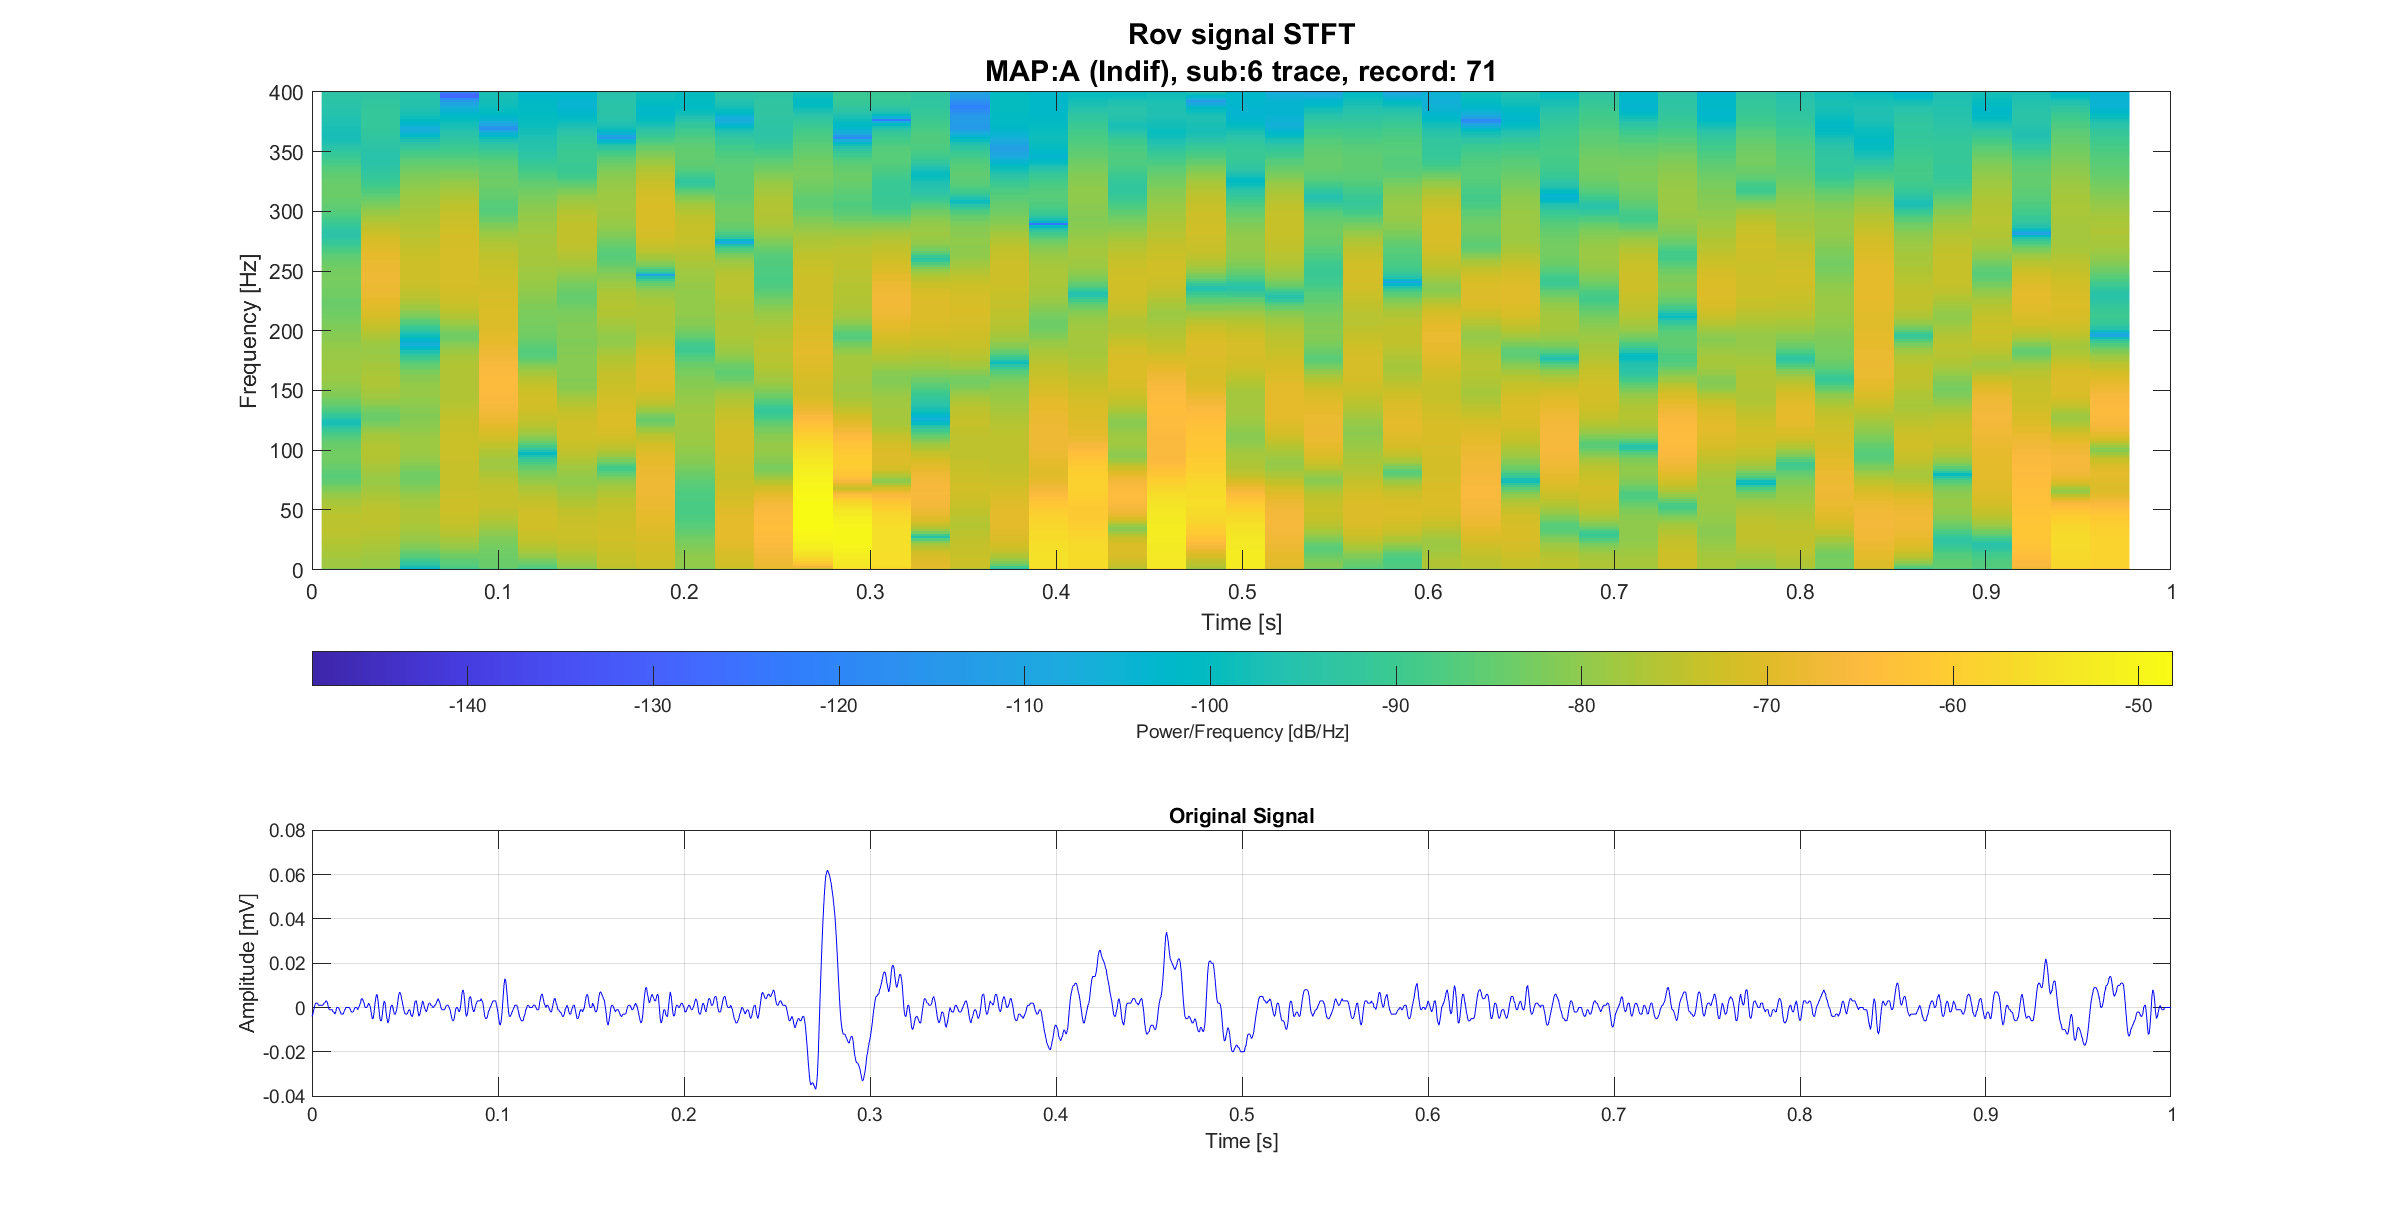 Rov signal STFT
MAP:A (Indif), sub:6 trace, record: 71
400
350
300
250
200
150
100
50
0
Frequency [Hz]
0 0.1 0.2 0.3 0.4 0.5 0.6 0.7 0.8 0.9 1
Time [s]
-140 -130 -120 -110 -100 -90 -80 -70 -60 -50
Power/Frequency [dB/Hz]
Original Signal
0.08
0.06
0.04
0.02
0
-0.02
-0.04
Amplitude [mV]
0 0.1 0.2 0.3 0.4 0.5 0.6 0.7 0.8 0.9 1
Time [s]